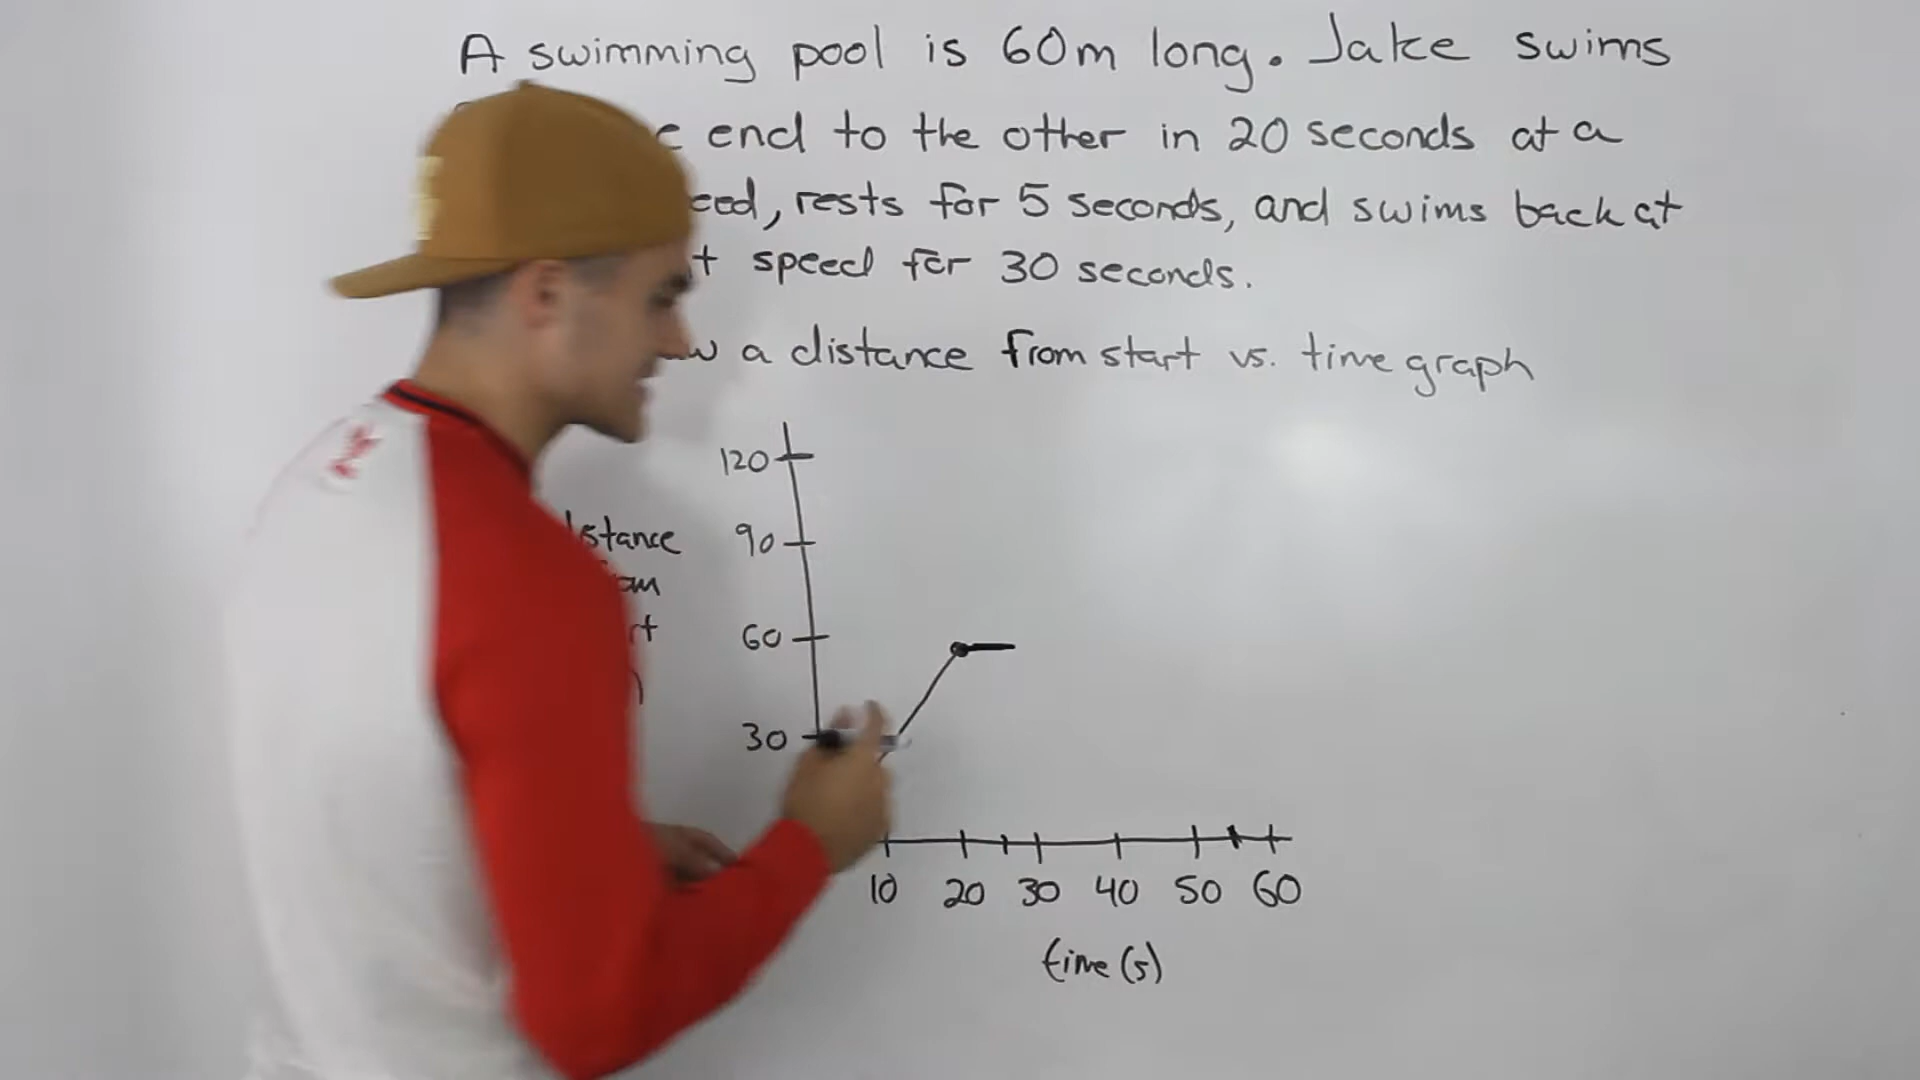 A swimming pool is 60m long. Jake swims
end to the other in 20 seconds at a
rests for 5 seconds, and swims back at
speed for 30 seconds.
a distance from start vs. time graph
120
90
60
30
10 20 30 40 50 60
time (s)